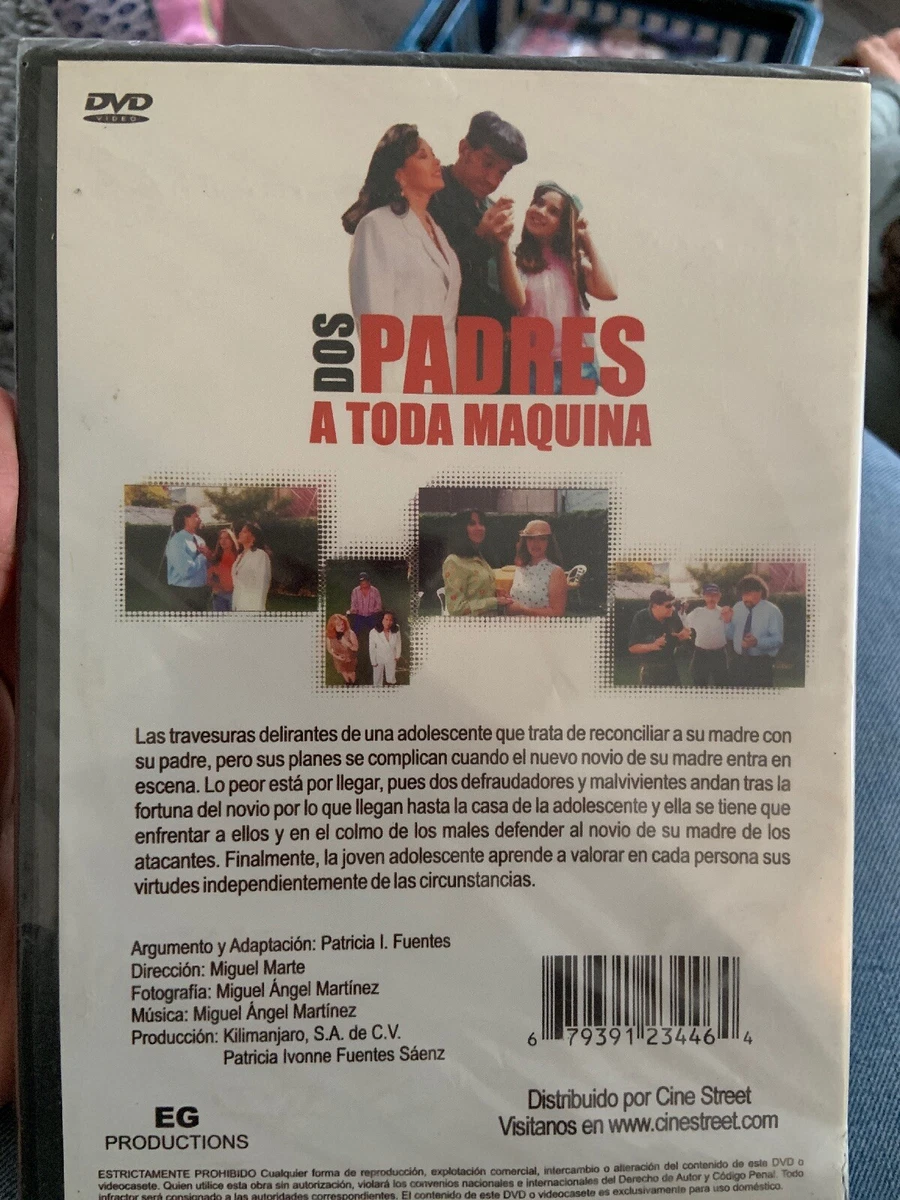 DVD
VIDEO
DOS PADRES
A TODA MAQUINA
Las travesuras delirantes de una adolescente que trata de reconciliar a su madre con
su padre, pero sus planes se complican cuando el nuevo novio de su madre entra en
escena. Lo peor está por llegar, pues dos defraudadores y malvivientes andan tras la
fortuna del novio por lo que llegan hasta la casa de la adolescente y ella se tiene que
enfrentar a ellos y en el colmo de los males defender al novio de su madre de los
atacantes. Finalmente, la joven adolescente aprende a valorar en cada persona sus
virtudes independientemente de las circunstancias.
Argumento y Adaptación: Patricia I. Fuentes
Dirección: Miguel Marte
Fotografía: Miguel Ángel Martínez
Música: Miguel Ángel Martínez
Producción: Kilimanjaro, S.A. de C.V.
Patricia Ivonne Fuentes Sáenz
6 79391 23446 4
EG
PRODUCTIONS
Distribuido por Cine Street
Visitanos en www.cinestreet.com
ESTRICTAMENTE PROHIBIDO Cualquier forma de reproducción, explotación comercial, intercambio o alteración del contenido de este DVD o
videocasete. Quien utilice esta obra sin autorización, violará los convenios nacionales e internacionales del Derecho de Autor y Código Penal. Todo
infractor será consignado a las autoridades correspondientes. El contenido de este DVD o videocasete es exclusivamente para uso doméstico.